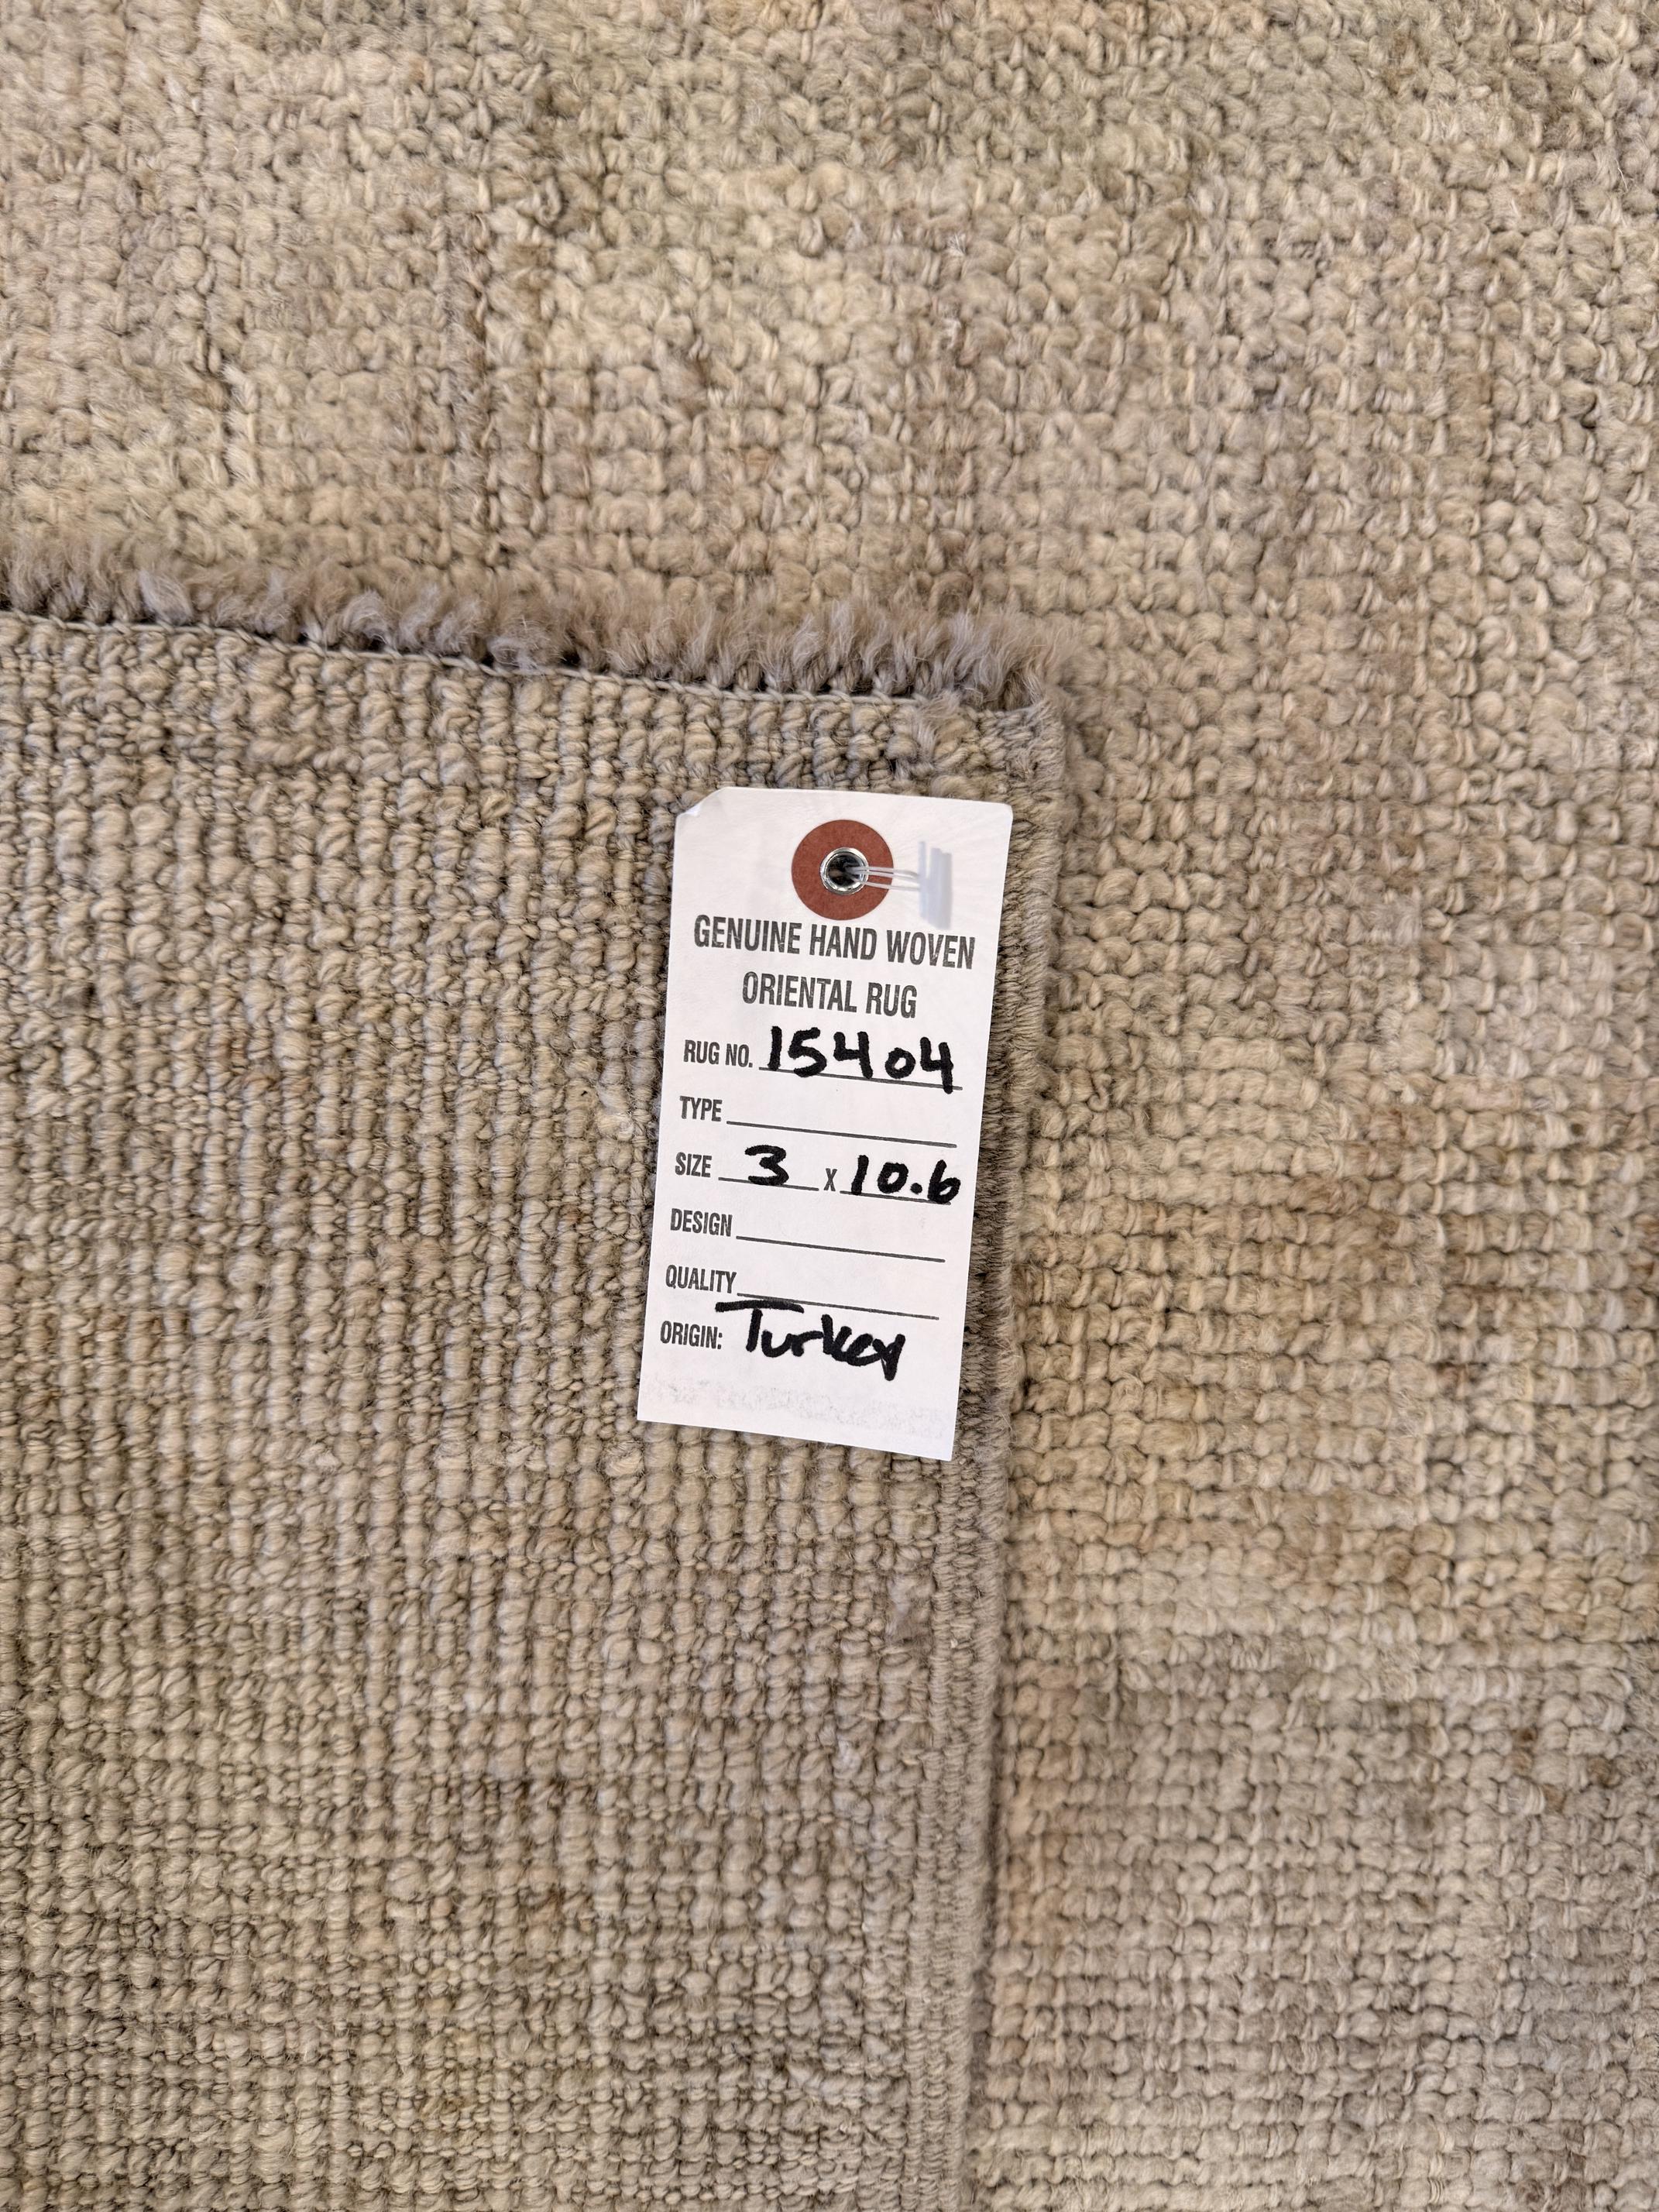 GENUINE HAND WOVEN
ORIENTAL RUG
RUG NO. 15404
TYPE
SIZE 3 X 10.6
DESIGN
QUALITY
ORIGIN: Turkey